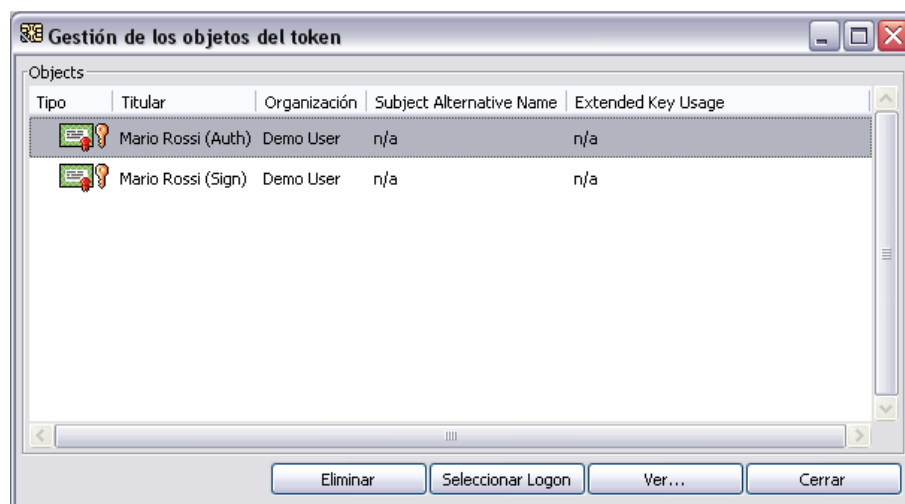 Gestión de los objetos del token
Objects
Tipo Titular Organización Subject Alternative Name Extended Key Usage
Mario Rossi (Auth) Demo User n/a n/a
Mario Rossi (Sign) Demo User n/a n/a
Eliminar Seleccionar Logon Ver... Cerrar